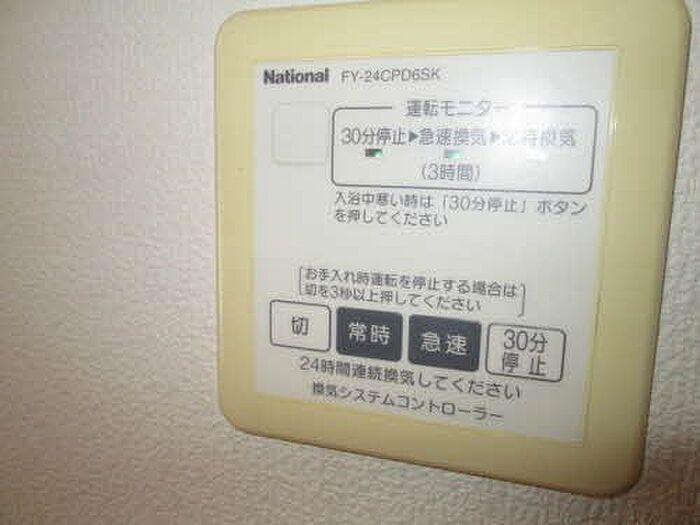 National FY-24CPD6SK
運転モニター
30分停止▶急速換気▶常時換気
(3時間)
入浴中寒い時は「30分停止」ボタン
を押してください
お手入れ時運転を停止する場合は
切を3秒以上押してください
切 常時 急速 30分
停止
24時間連続換気してください
換気システムコントローラー